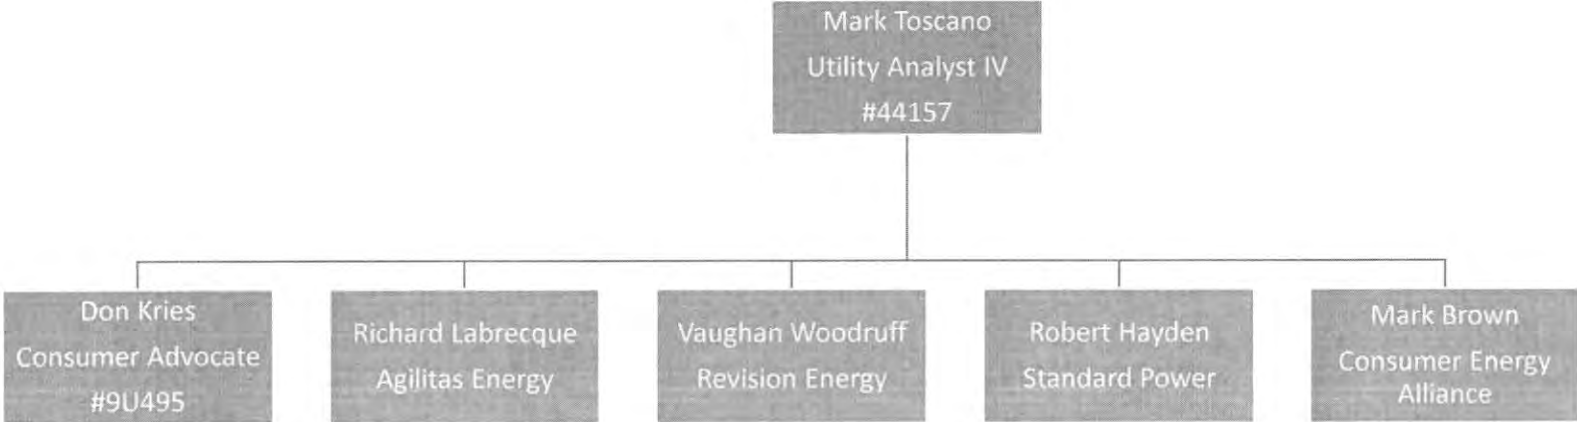 Mark Toscano
Utility Analyst IV
#44157
Don Kries
Consumer Advocate
#9U495
Richard Labrecque
Agilitas Energy
Vaughan Woodruff
Revision Energy
Robert Hayden
Standard Power
Mark Brown
Consumer Energy
Alliance